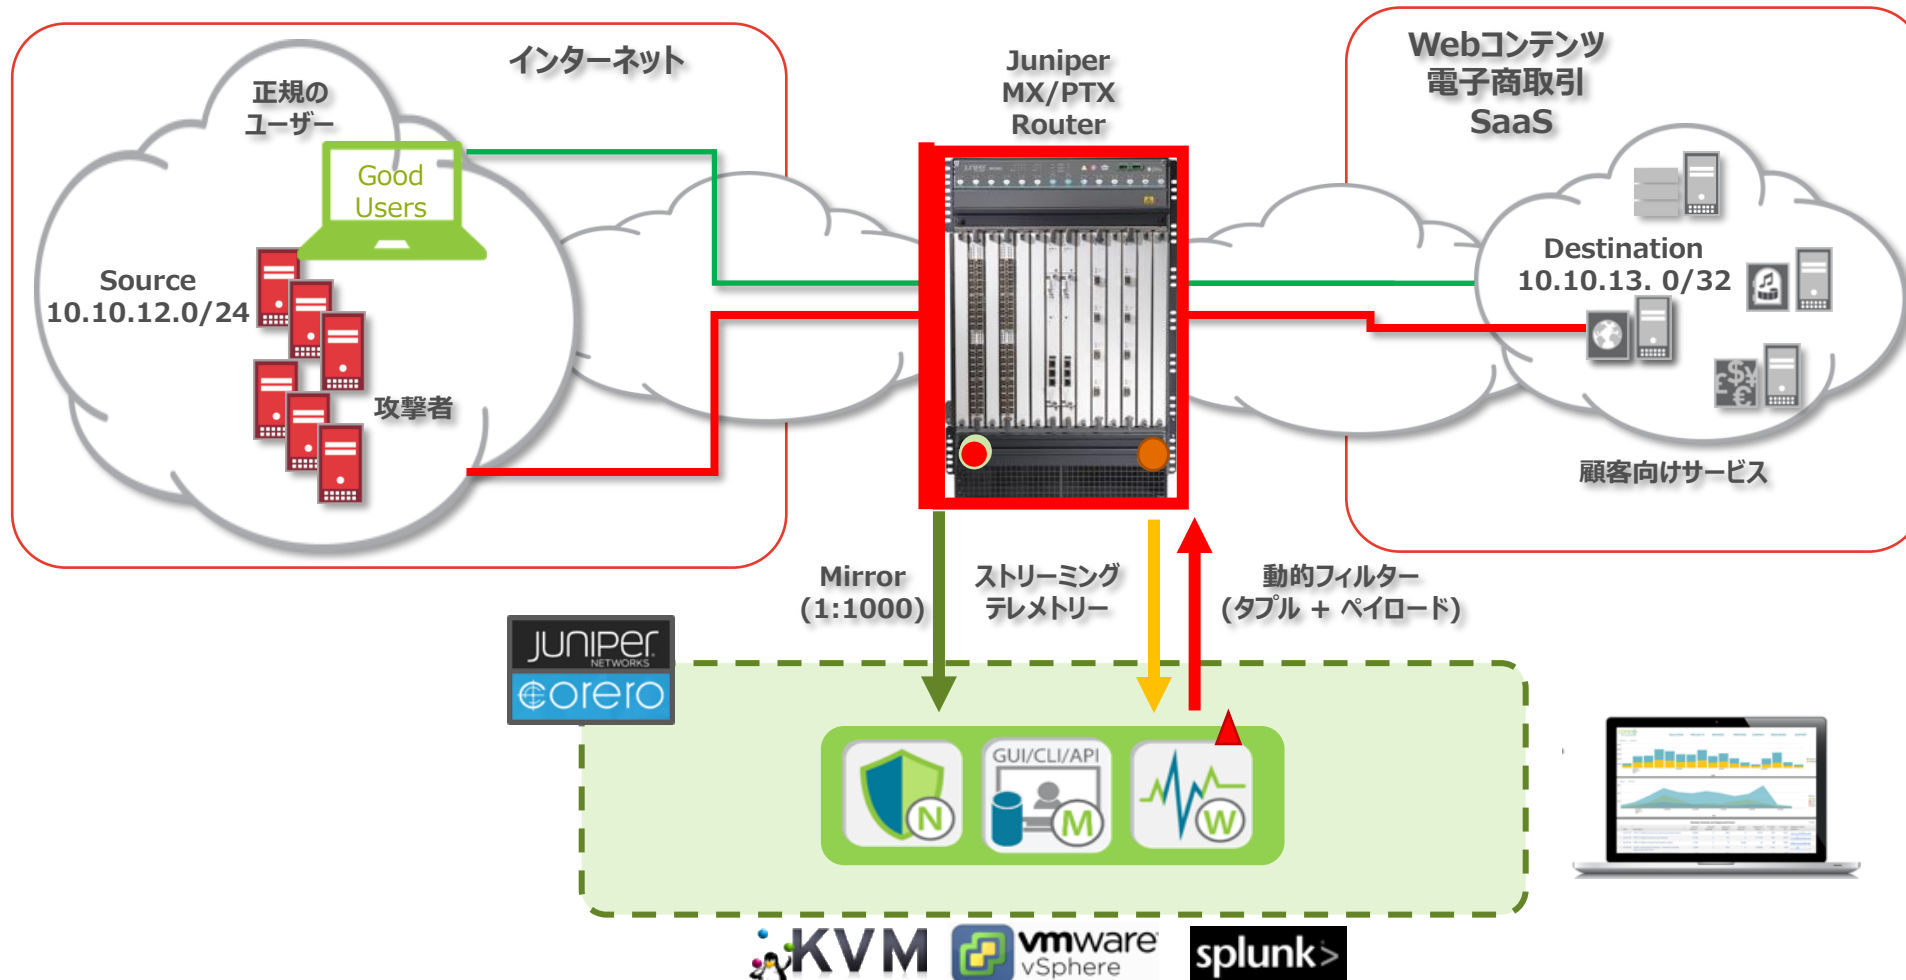 インターネット
正規の
ユーザー
Good
Users
Source
10.10.12.0/24
攻撃者
Juniper
MX/PTX
Router
Webコンテンツ
電子商取引
SaaS
Destination
10.10.13. 0/32
顧客向けサービス
Mirror
(1:1000)
ストリーミング
テレメトリー
動的フィルター
(タプル + ペイロード)
JUNIPER
NETWORKS
corero
N
GUI/CLI/API
M
W
KVM
vmware
vSphere
splunk>